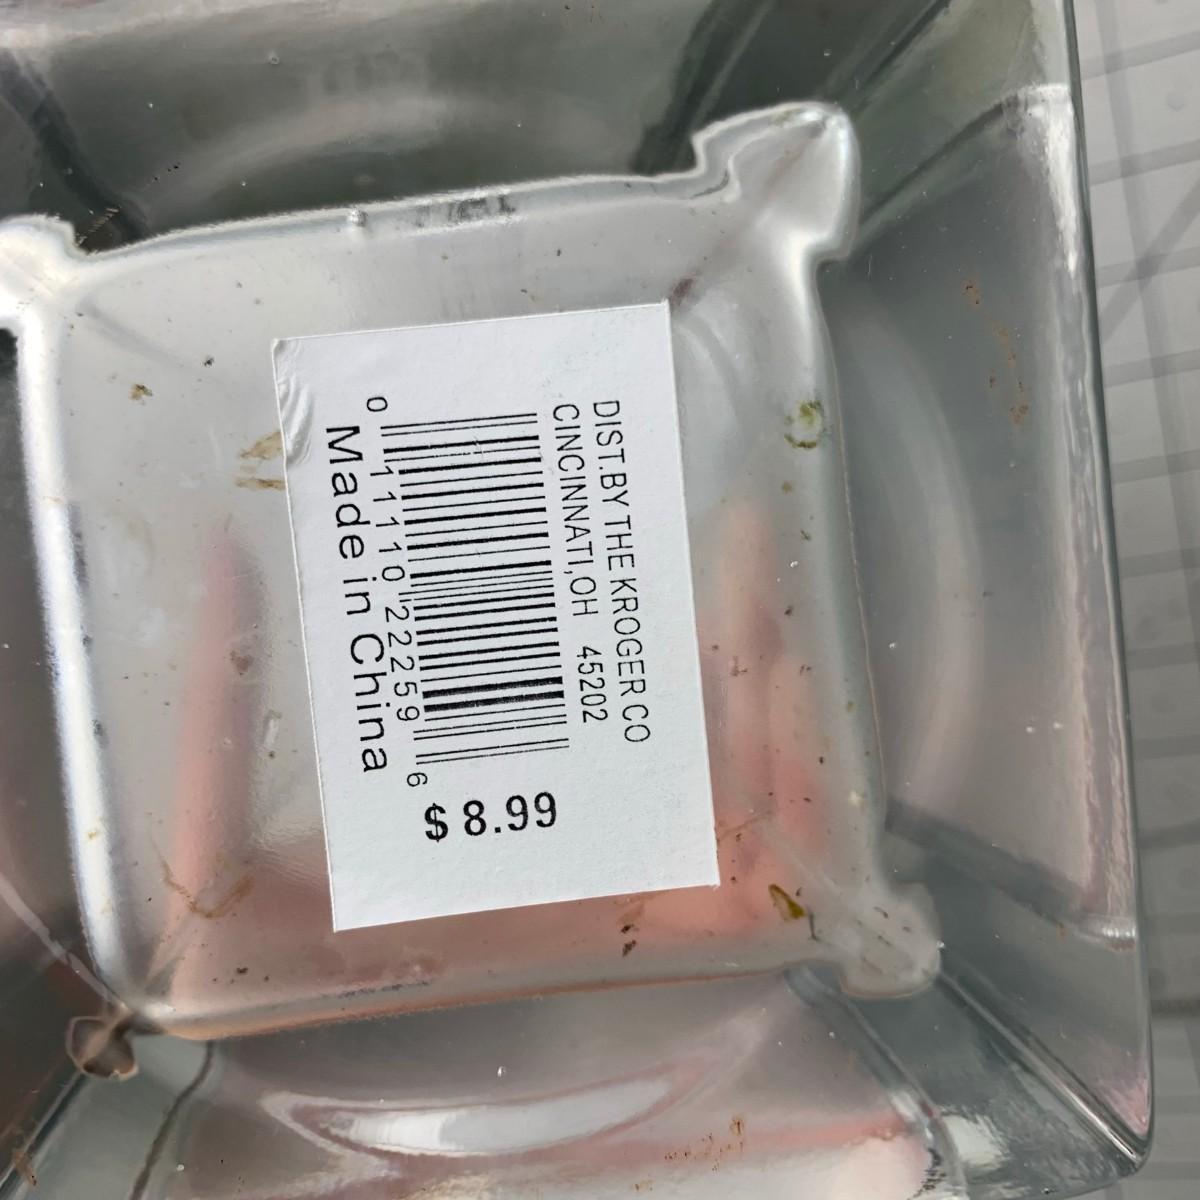 DIST.BY THE KROGER CO
CINCINNATI,OH 45202
0 11110 22259 6
Made in China
$ 8.99